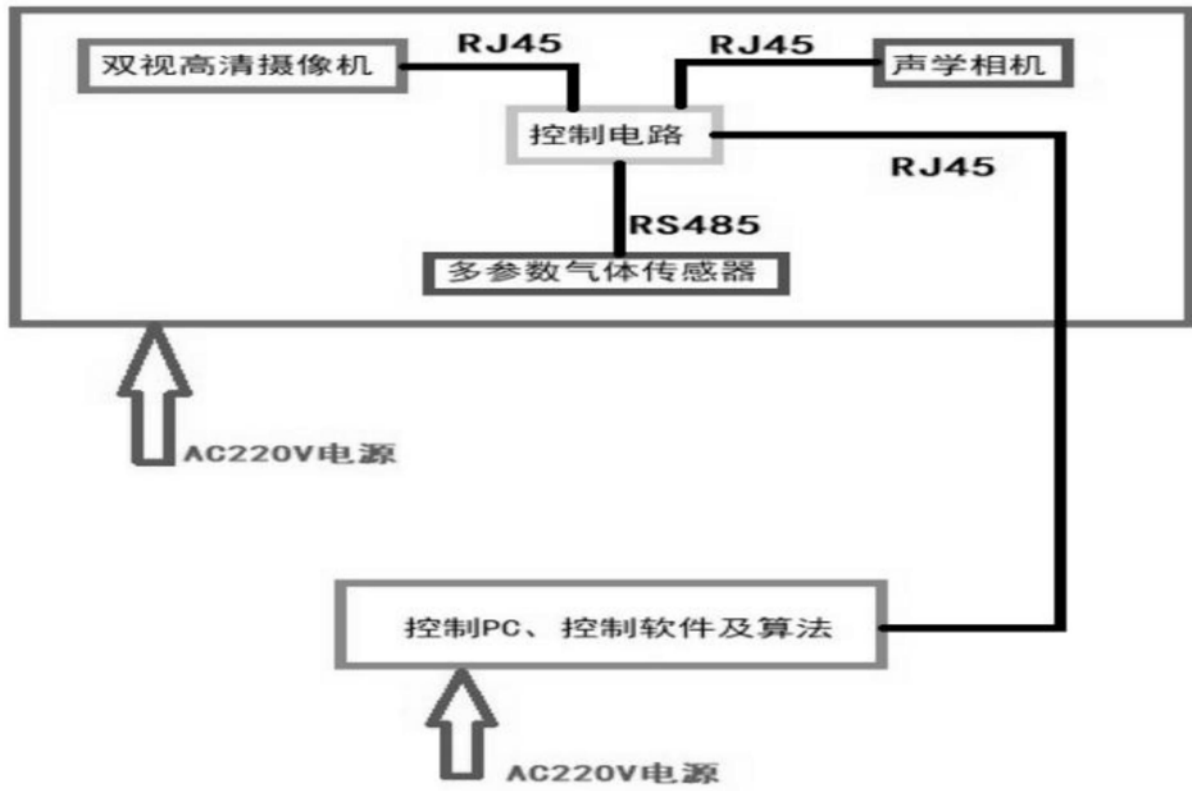 RJ45
RJ45
双视高清摄像机
声学相机
控制电路
RJ45
RS485
多参数气体传感器
AC220V电源
控制PC、控制软件及算法
AC220V电源